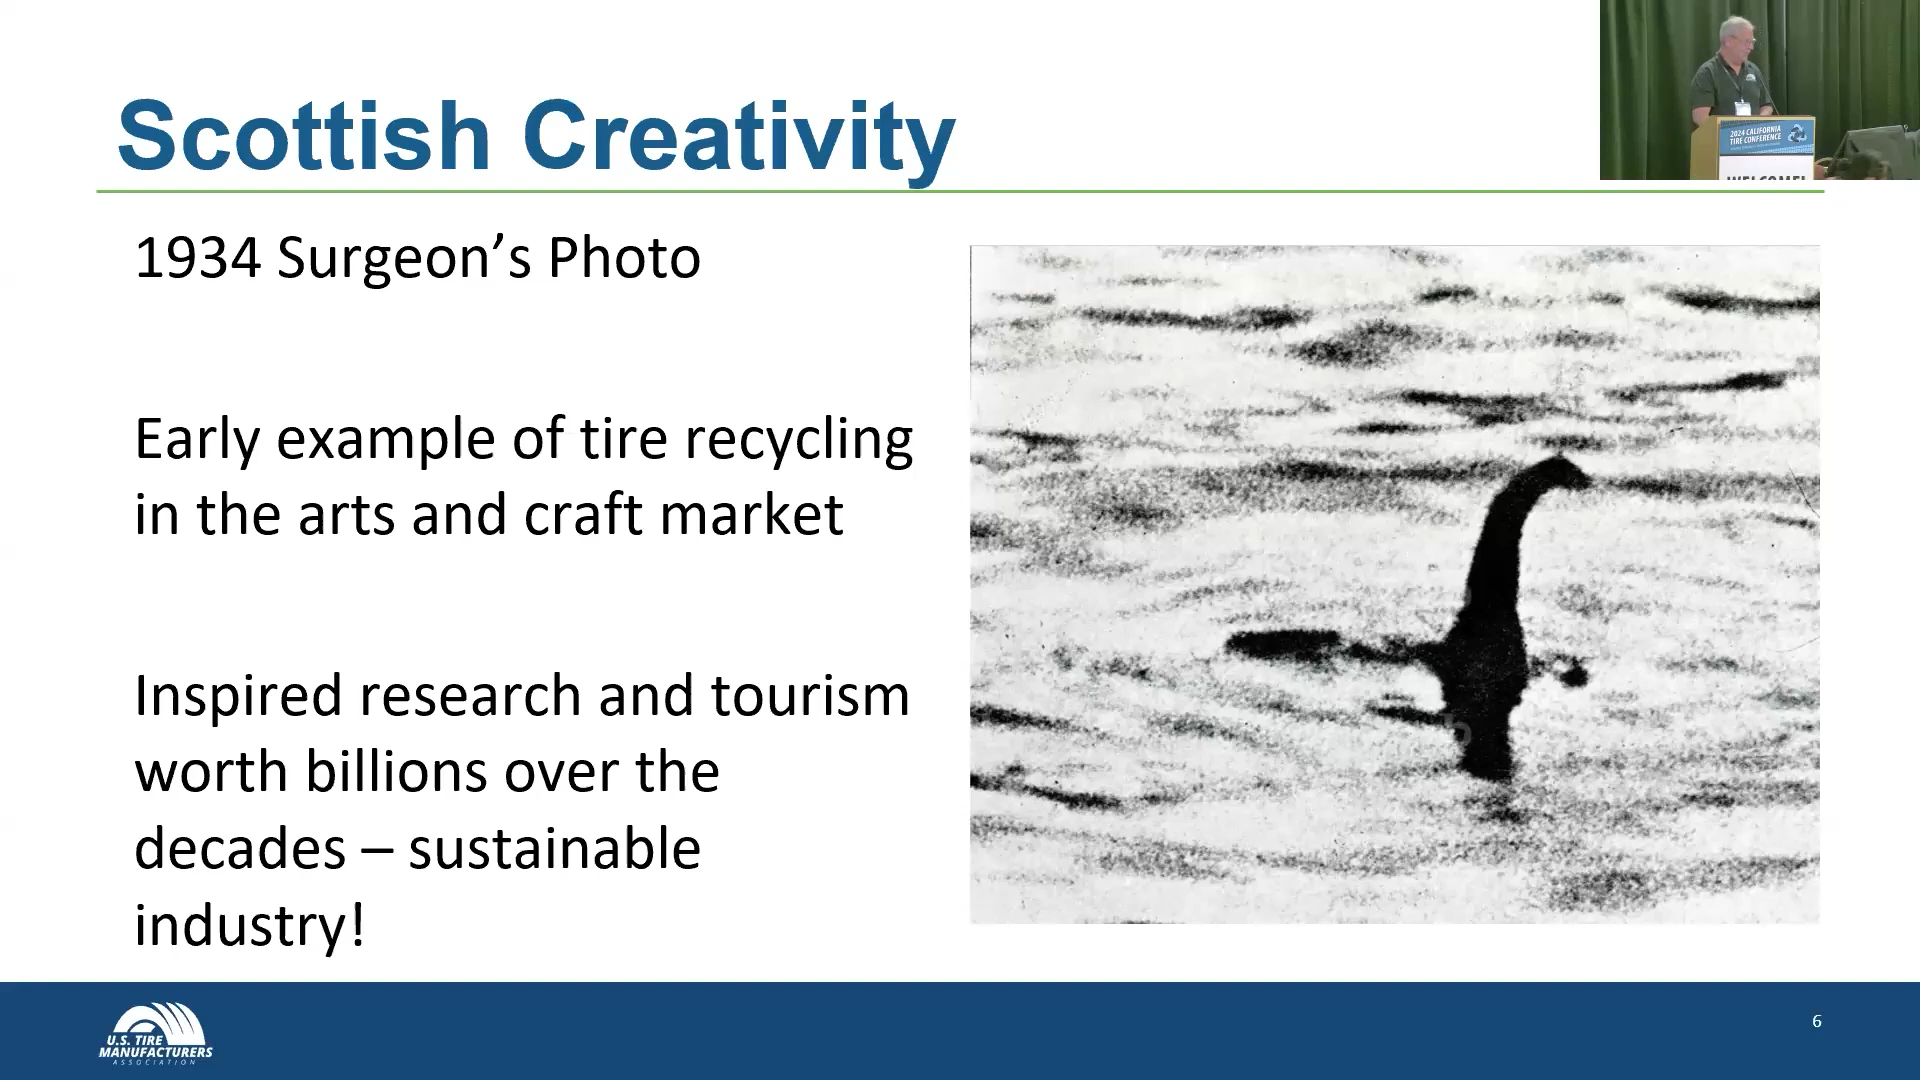 Scottish Creativity
2024 CALIFORNIA
TIRE CONFERENCE
WELCOME!
1934 Surgeon’s Photo
Early example of tire recycling
in the arts and craft market
Inspired research and tourism
worth billions over the
decades – sustainable
industry!
U.S. TIRE
MANUFACTURERS
ASSOCIATION
6